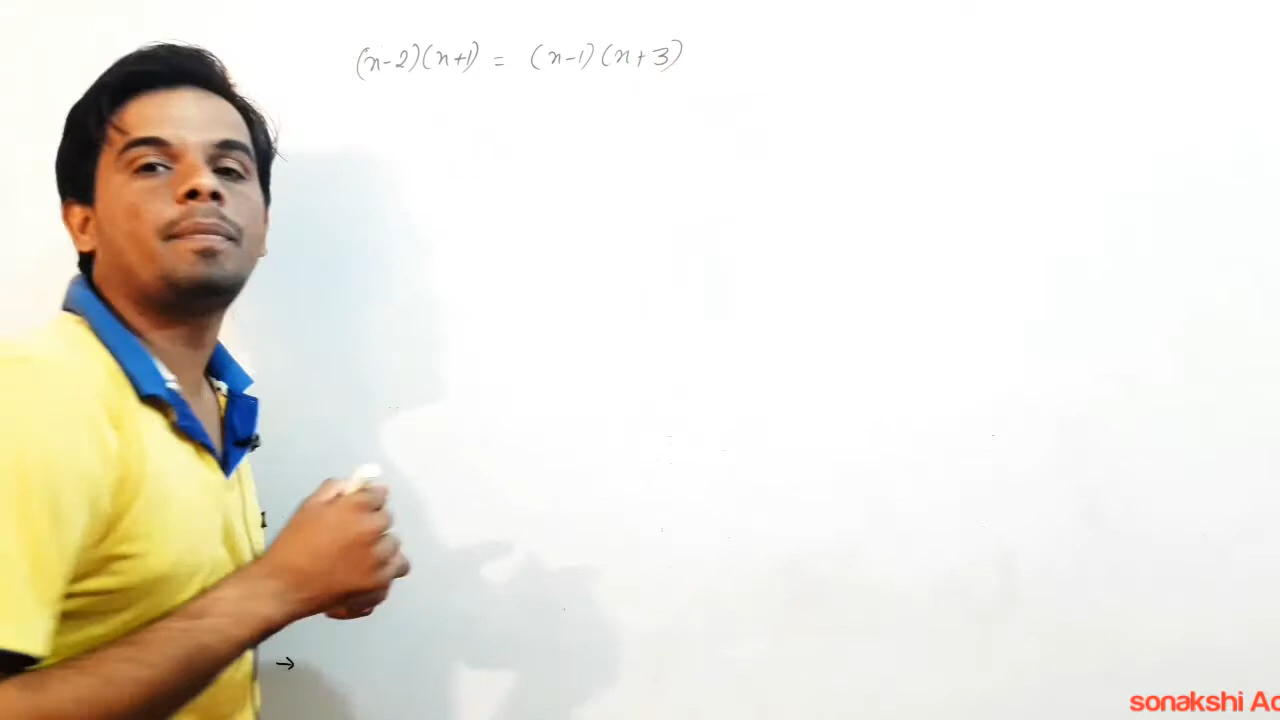 (x-2)(x+1) = (x-1)(x+3)
→
sonakshi Ac